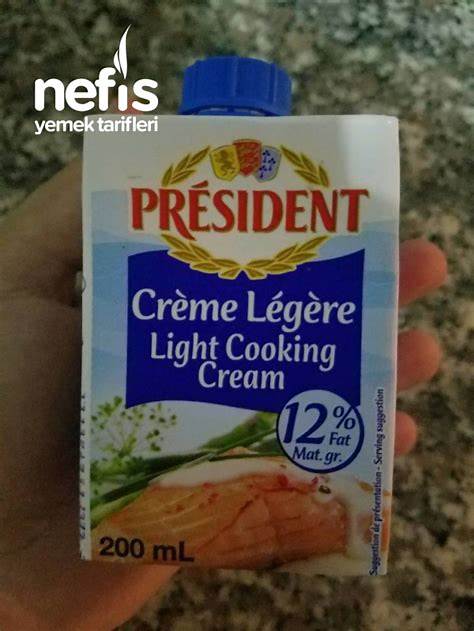 nefis
yemek tarifleri
PRÉSIDENT
Crème Légère
Light Cooking
Cream
12%
Fat
Mat. gr.
200 mL
Suggestion de présentation - Serving suggestion